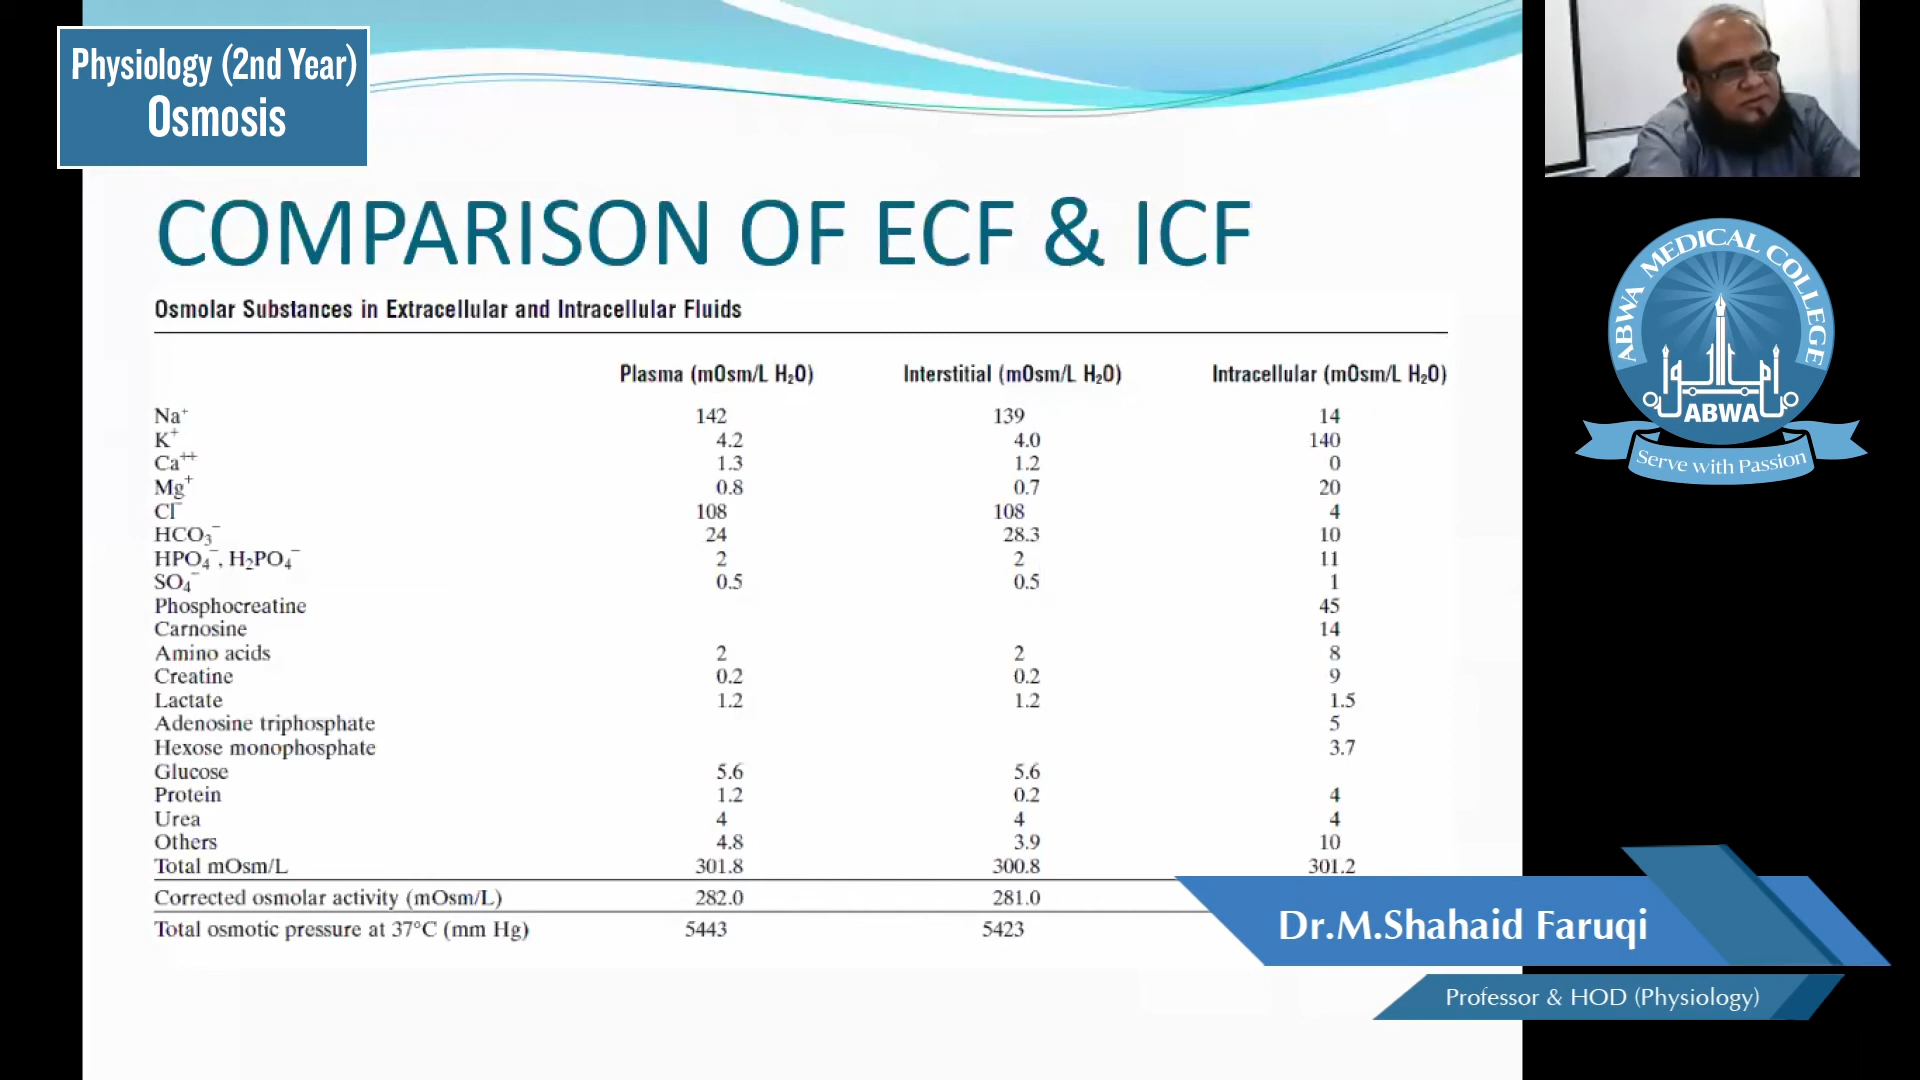 Physiology (2nd Year)
Osmosis
COMPARISON OF ECF & ICF
Osmolar Substances in Extracellular and Intracellular Fluids
Plasma (mOsm/L H₂O) Interstitial (mOsm/L H₂O) Intracellular (mOsm/L H₂O)
Na⁺ 142 139 14
K⁺ 4.2 4.0 140
Ca⁺⁺ 1.3 1.2 0
Mg⁺ 0.8 0.7 20
Cl⁻ 108 108 4
HCO₃⁻ 24 28.3 10
HPO₄⁻, H₂PO₄⁻ 2 2 11
SO₄⁻ 0.5 0.5 1
Phosphocreatine 45
Carnosine 14
Amino acids 2 2 8
Creatine 0.2 0.2 9
Lactate 1.2 1.2 1.5
Adenosine triphosphate 5
Hexose monophosphate 3.7
Glucose 5.6 5.6
Protein 1.2 0.2 4
Urea 4 4 4
Others 4.8 3.9 10
Total mOsm/L 301.8 300.8 301.2
Corrected osmolar activity (mOsm/L) 282.0 281.0
Total osmotic pressure at 37°C (mm Hg) 5443 5423
ABWA MEDICAL COLLEGE
ABWA
Serve with Passion
Dr.M.Shahaid Faruqi
Professor & HOD (Physiology)